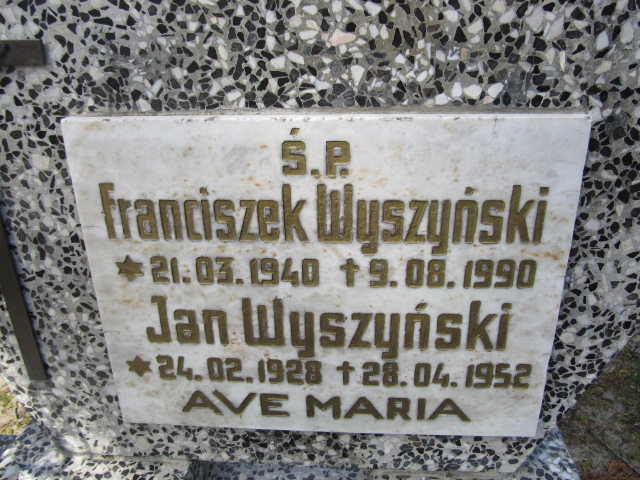 Ś.P.
Franciszek Wyszyński
* 21.03.1940 † 9.08.1990
Jan Wyszyński
* 24.02.1928 † 28.04.1952
AVE MARIA